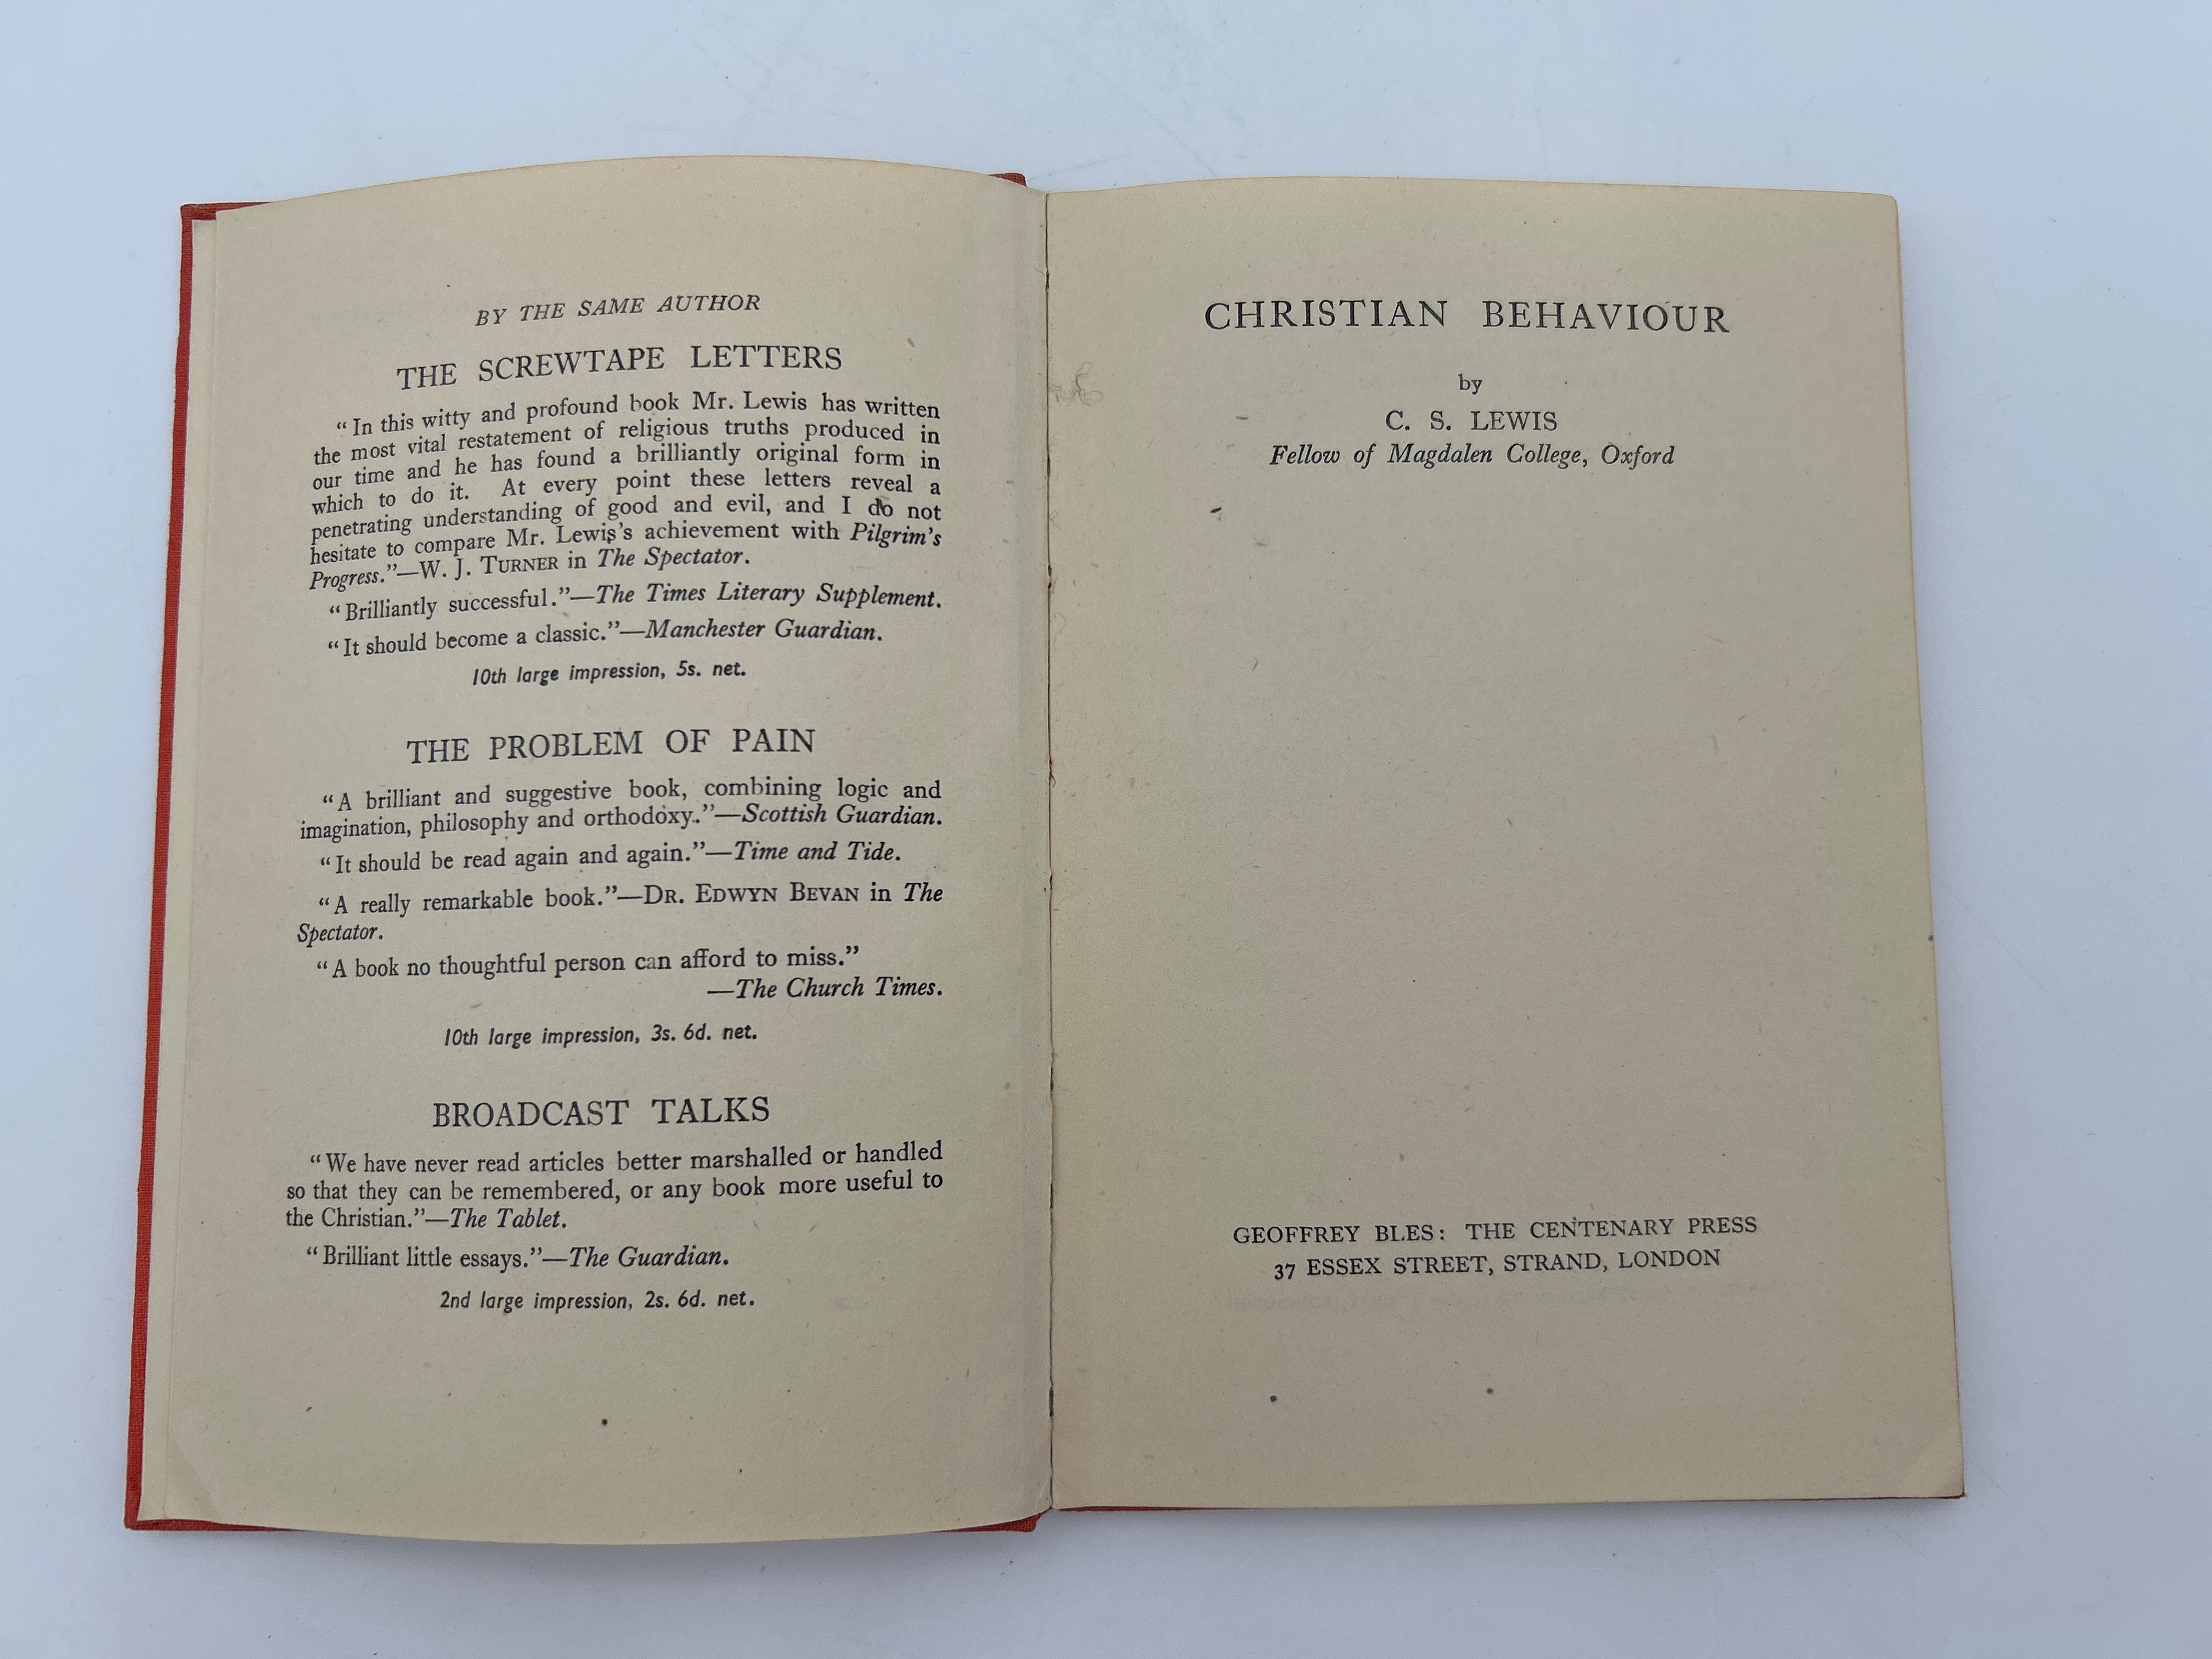 BY THE SAME AUTHOR
THE SCREWTAPE LETTERS
“In this witty and profound book Mr. Lewis has written
the most vital restatement of religious truths produced in
our time and he has found a brilliantly original form in
which to do it. At every point these letters reveal a
penetrating understanding of good and evil, and I do not
hesitate to compare Mr. Lewis’s achievement with Pilgrim’s
Progress.”—W. J. TURNER in The Spectator.
“Brilliantly successful.”—The Times Literary Supplement.
“It should become a classic.”—Manchester Guardian.
10th large impression, 5s. net.
THE PROBLEM OF PAIN
“A brilliant and suggestive book, combining logic and
imagination, philosophy and orthodoxy.”—Scottish Guardian.
“It should be read again and again.”—Time and Tide.
“A really remarkable book.”—DR. EDWYN BEVAN in The
Spectator.
“A book no thoughtful person can afford to miss.”
—The Church Times.
10th large impression, 3s. 6d. net.
BROADCAST TALKS
“We have never read articles better marshalled or handled
so that they can be remembered, or any book more useful to
the Christian.”—The Tablet.
“Brilliant little essays.”—The Guardian.
2nd large impression, 2s. 6d. net.
CHRISTIAN BEHAVIOUR
by
C. S. LEWIS
Fellow of Magdalen College, Oxford
GEOFFREY BLES: THE CENTENARY PRESS
37 ESSEX STREET, STRAND, LONDON